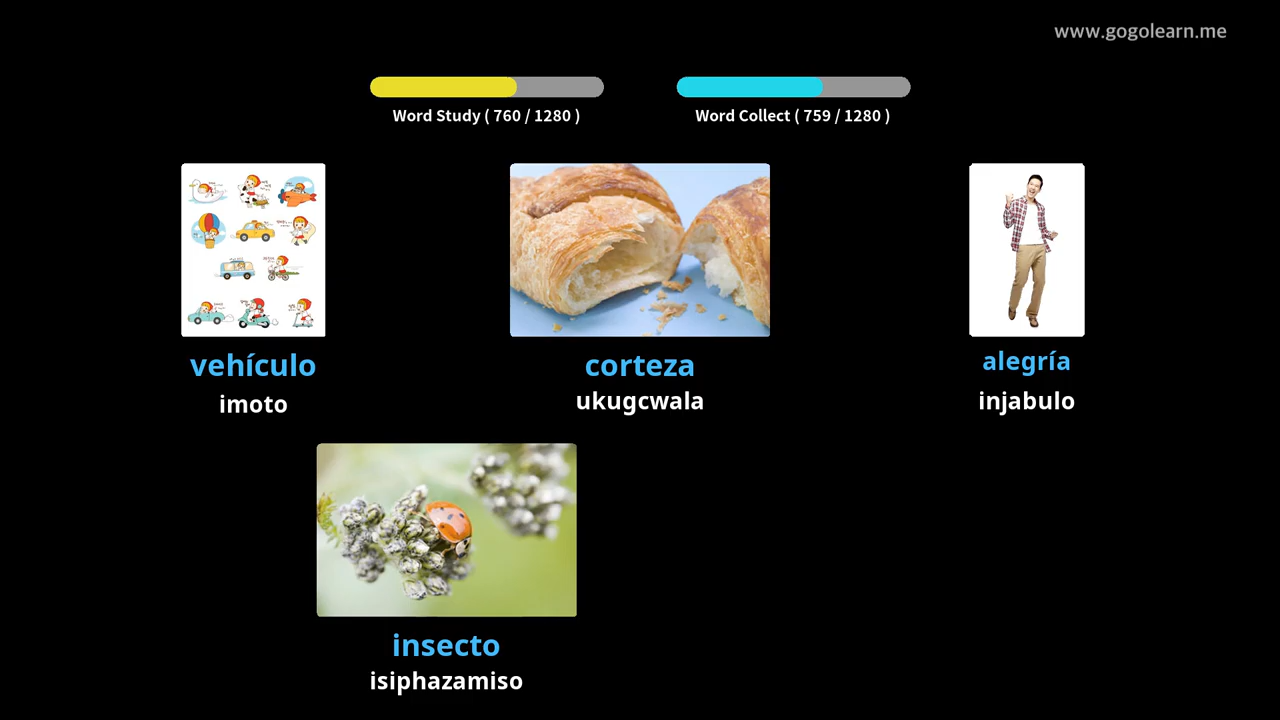 www.gogolearn.me
Word Study ( 760 / 1280 )
Word Collect ( 759 / 1280 )
vehículo
imoto
corteza
ukugcwala
alegría
injabulo
insecto
isiphazamiso